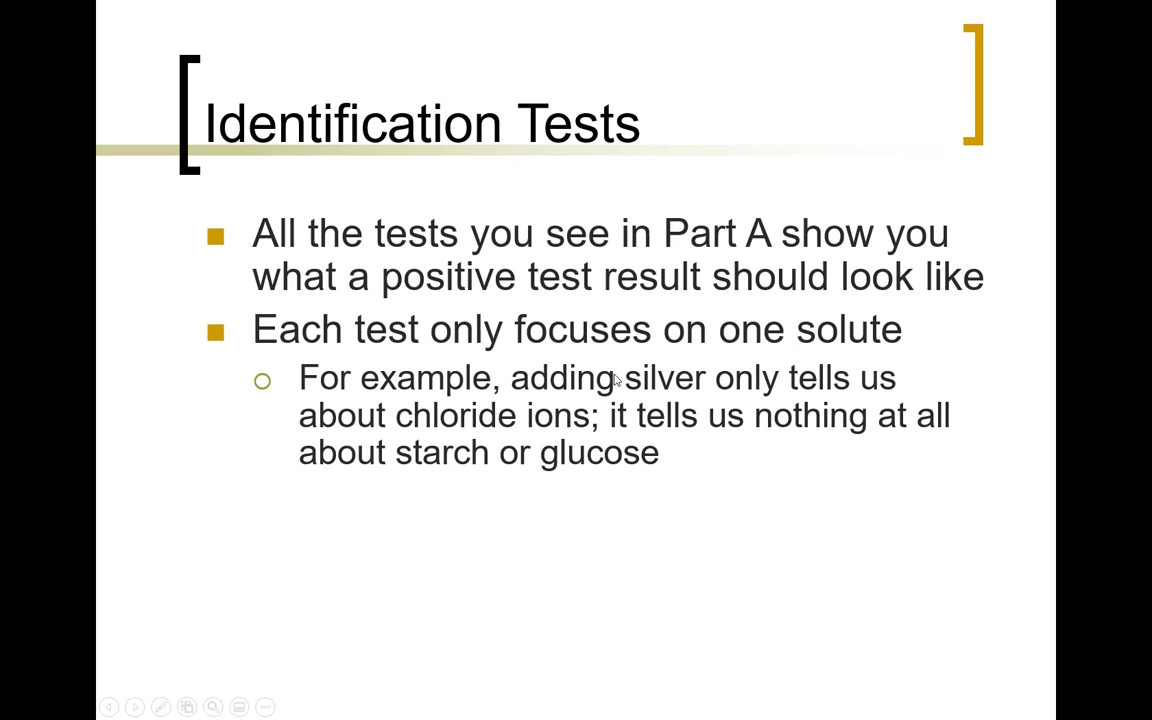 Identification Tests
All the tests you see in Part A show you
what a positive test result should look like
Each test only focuses on one solute
For example, adding silver only tells us
about chloride ions; it tells us nothing at all
about starch or glucose